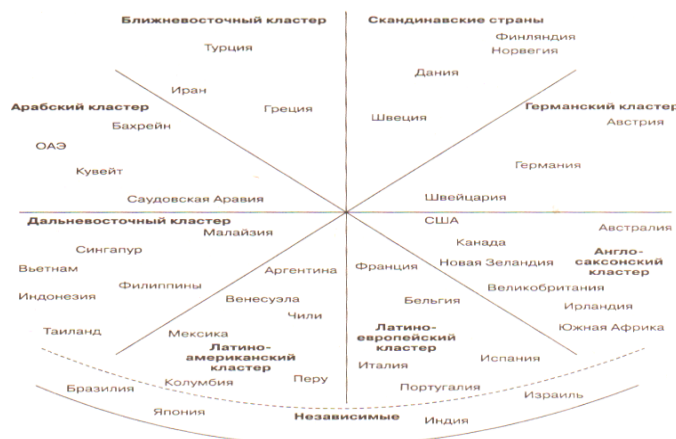 Ближневосточный кластер
Турция
Иран
Греция
Скандинавские страны
Финляндия
Норвегия
Дания
Швеция
Арабский кластер
Бахрейн
ОАЭ
Кувейт
Саудовская Аравия
Германский кластер
Австрия
Германия
Швейцария
Дальневосточный кластер
Малайзия
Сингапур
Вьетнам
Филиппины
Индонезия
Таиланд
США
Австралия
Канада
Новая Зеландия
Англо-
саксонский
кластер
Великобритания
Ирландия
Южная Африка
Аргентина
Венесуэла
Чили
Мексика
Латино-
американский
кластер
Колумбия
Перу
Франция
Бельгия
Латино-
европейский
кластер
Италия
Испания
Португалия
Бразилия
Япония
Независимые
Индия
Израиль